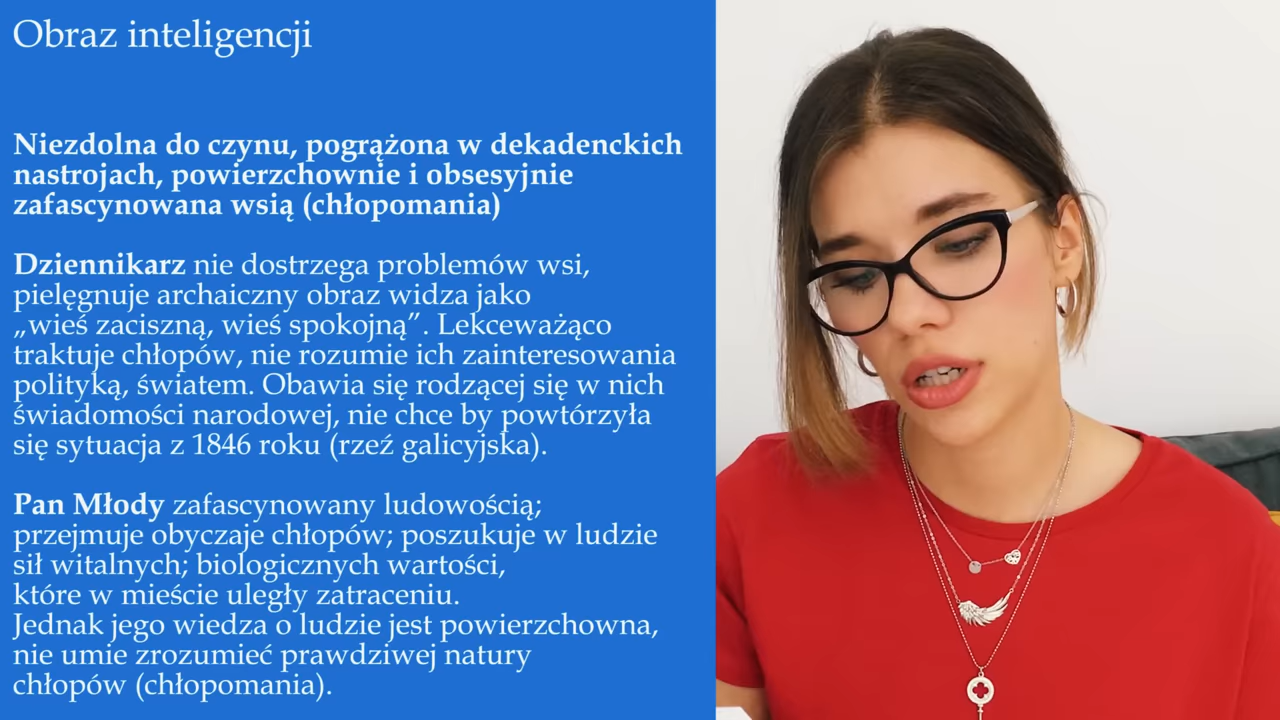 Obraz inteligencji
Niezdolna do czynu, pogrążona w dekadenckich
nastrojach, powierzchownie i obsesyjnie
zafascynowana wsią (chłopomania)
Dziennikarz nie dostrzega problemów wsi,
pielęgnuje archaiczny obraz widza jako
„wieś zaciszną, wieś spokojną”. Lekceważąco
traktuje chłopów, nie rozumie ich zainteresowania
polityką, światem. Obawia się rodzącej się w nich
świadomości narodowej, nie chce by powtórzyła
się sytuacja z 1846 roku (rzeź galicyjska).
Pan Młody zafascynowany ludowością;
przejmuje obyczaje chłopów; poszukuje w ludzie
sił witalnych; biologicznych wartości,
które w mieście uległy zatraceniu.
Jednak jego wiedza o ludzie jest powierzchowna,
nie umie zrozumieć prawdziwej natury
chłopów (chłopomania).